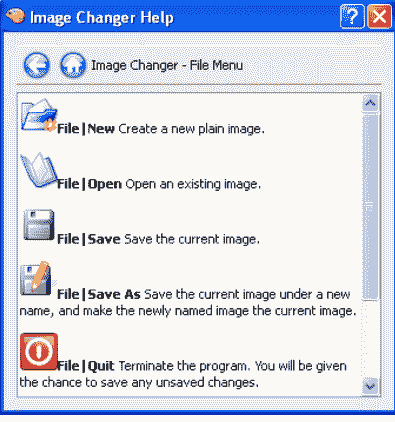 Image Changer Help
Image Changer - File Menu
File|New Create a new plain image.
File|Open Open an existing image.
File|Save Save the current image.
File|Save As Save the current image under a new
name, and make the newly named image the current image.
File|Quit Terminate the program. You will be given
the chance to save any unsaved changes.